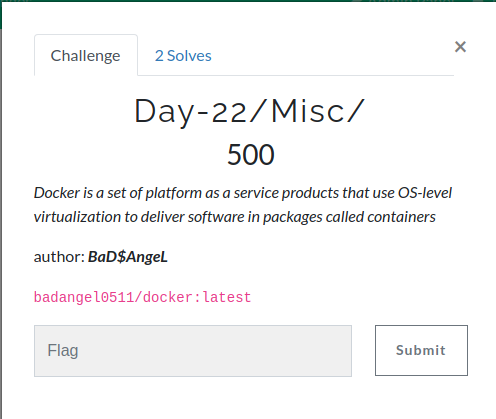 Challenge 2 Solves ×
Day-22/Misc/
500
Docker is a set of platform as a service products that use OS-level
virtualization to deliver software in packages called containers
author: BaD$AngeL
badangel0511/docker:latest
Flag Submit